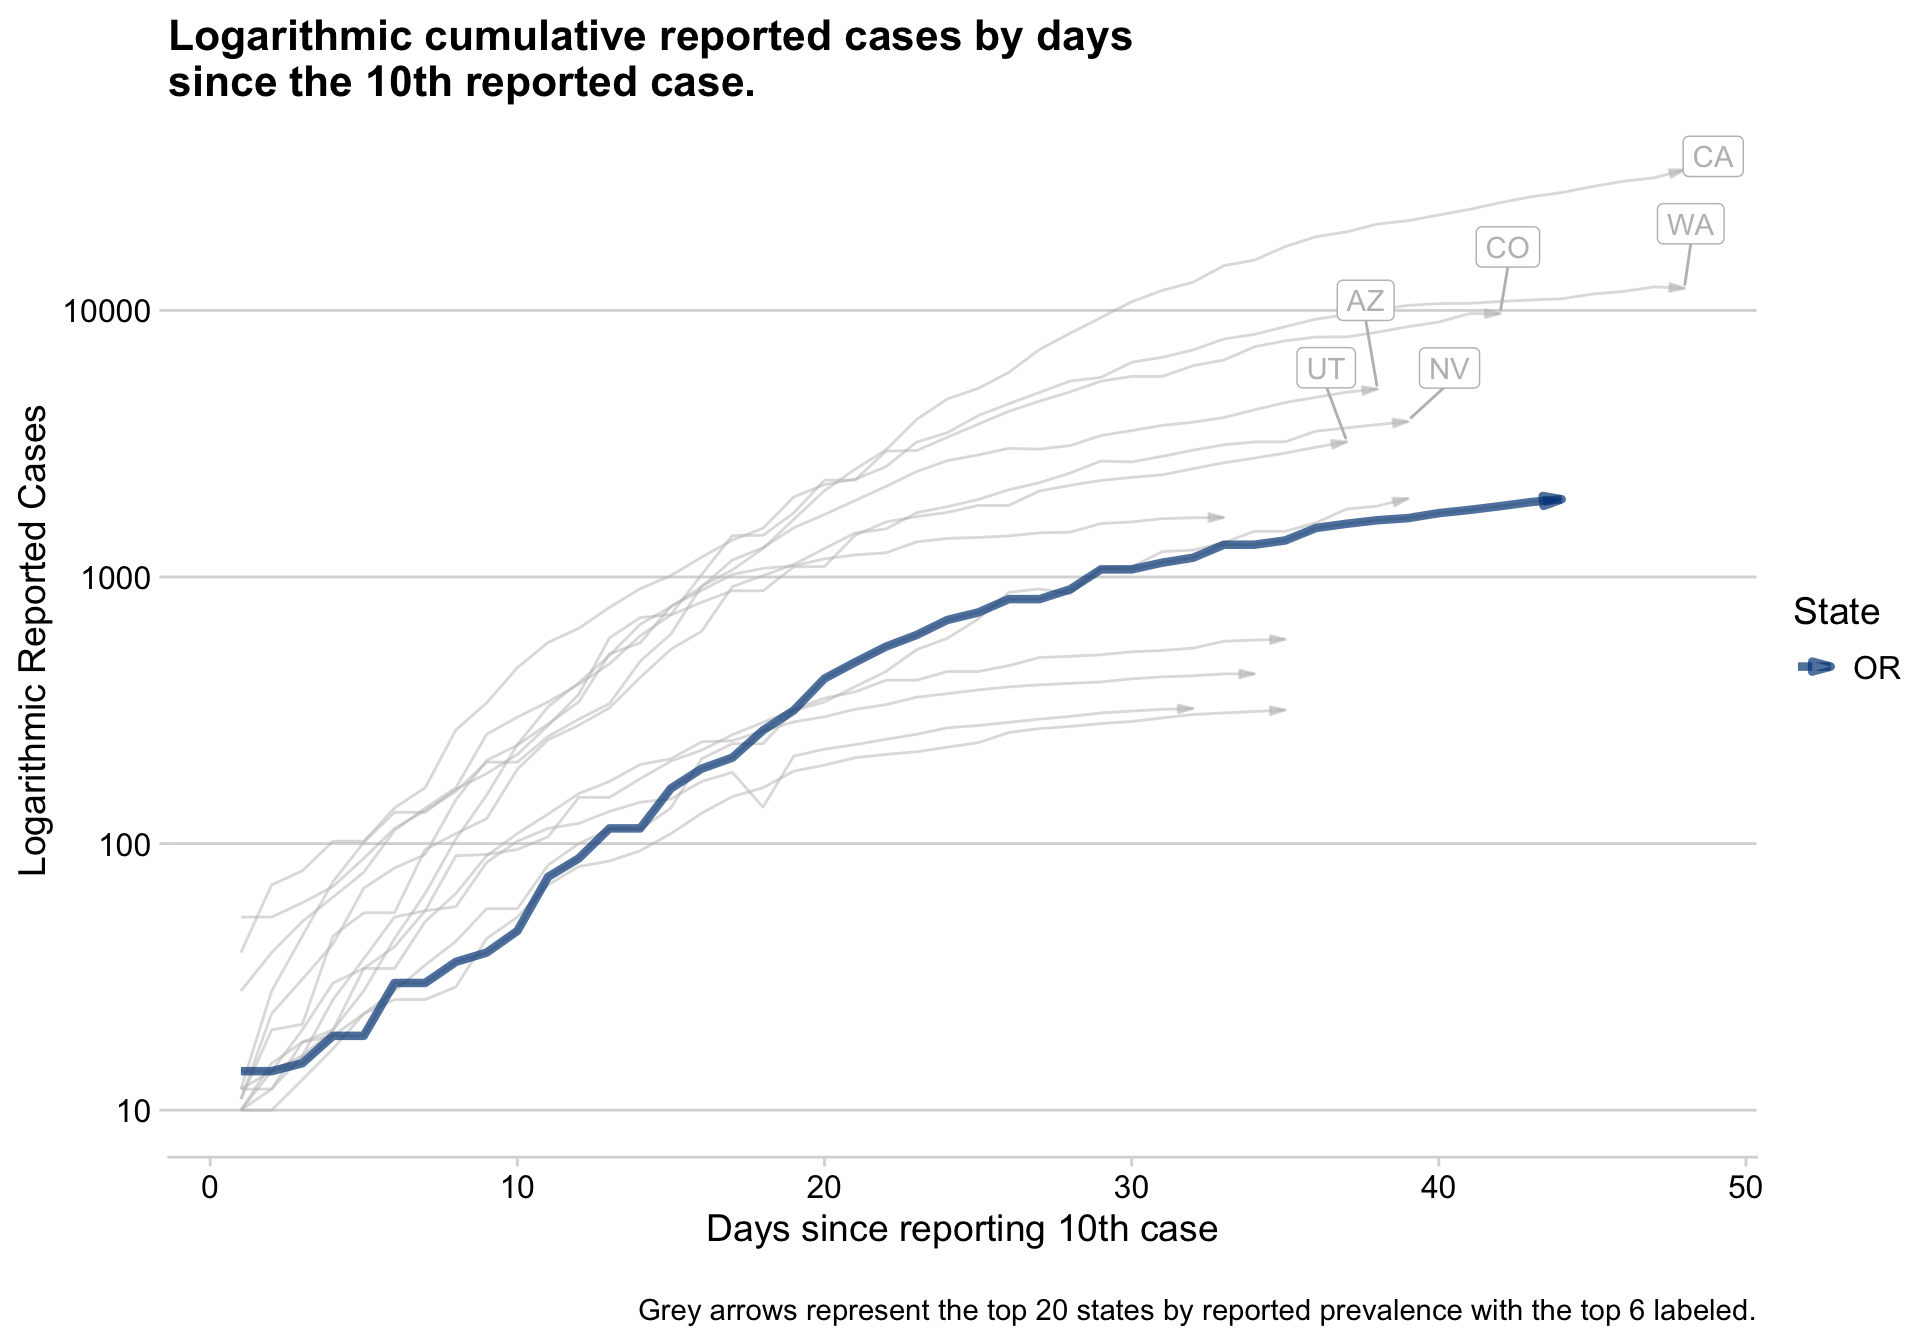 Logarithmic cumulative reported cases by days
since the 10th reported case.
CA
WA
CO
AZ
UT
NV
10000
1000
100
10
Logarithmic Reported Cases
State
OR
0
10
20
30
40
50
Days since reporting 10th case
Grey arrows represent the top 20 states by reported prevalence with the top 6 labeled.